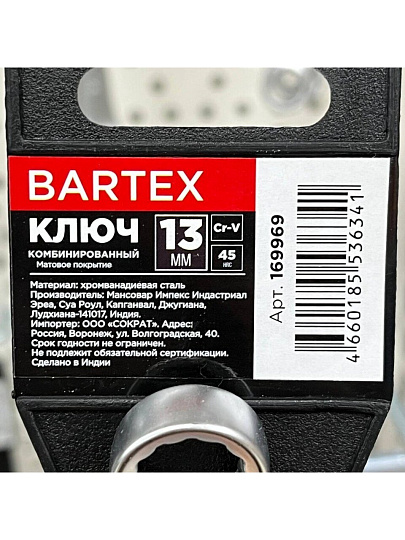 BARTEX
КЛЮЧ
КОМБИНИРОВАННЫЙ
Матовое покрытие
13
ММ
Cr-V
45
HRC
Материал: хромванадиевая сталь
Производитель: Мансовар Импекс Индастриал
Эреа, Суа Роул, Капганвал, Джугиана,
Лудхиана-141017, Индия.
Импортер: ООО «СОКРАТ». Адрес:
Россия, Воронеж, ул. Волгоградская, 40.
Срок годности не ограничен.
Не подлежит обязательной сертификации.
Сделано в Индии
Арт. 169969
4660185536341